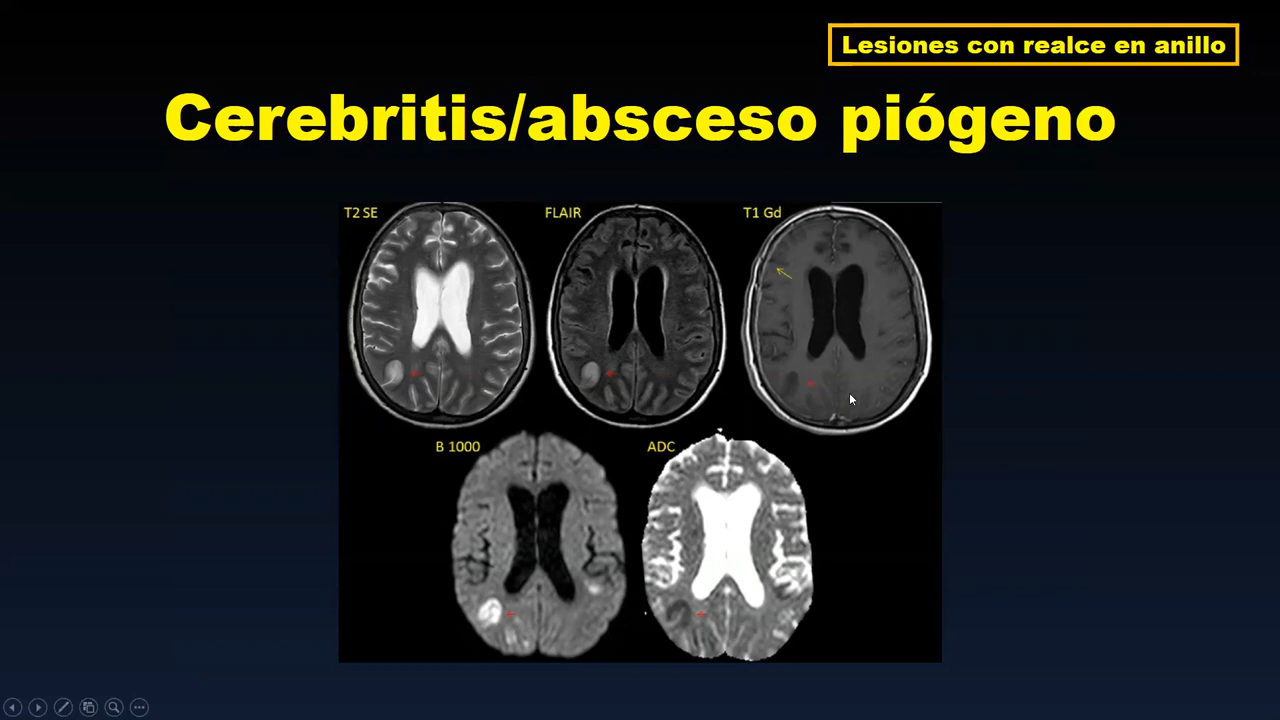 Lesiones con realce en anillo
Cerebritis/absceso piógeno
T2 SE
FLAIR
T1 Gd
B 1000
ADC